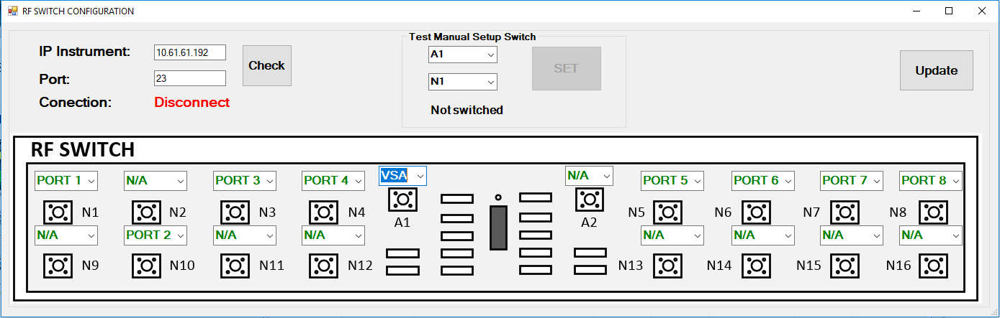 RF SWITCH CONFIGURATION
IP Instrument: 10.61.61.192 Check
Port: 23
Conection: Disconnect
Test Manual Setup Switch
A1
N1
SET
Not switched
Update
RF SWITCH
PORT 1 N/A PORT 3 PORT 4 VSA N/A PORT 5 PORT 6 PORT 7 PORT 8
N1 N2 N3 N4 A1 A2 N5 N6 N7 N8
N/A PORT 2 N/A N/A N/A N/A N/A N/A
N9 N10 N11 N12 N13 N14 N15 N16